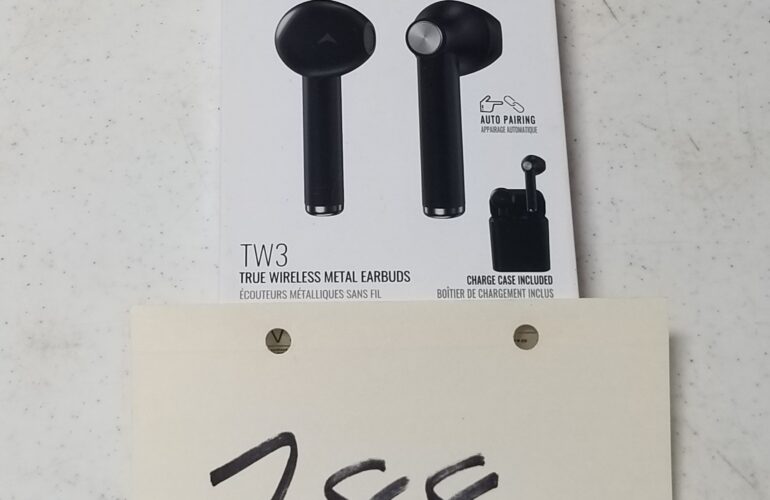 AUTO PAIRING
APPAIRAGE AUTOMATIQUE
TW3
TRUE WIRELESS METAL EARBUDS
ÉCOUTEURS MÉTALLIQUES SANS FIL
CHARGE CASE INCLUDED
BOÎTIER DE CHARGEMENT INCLUS